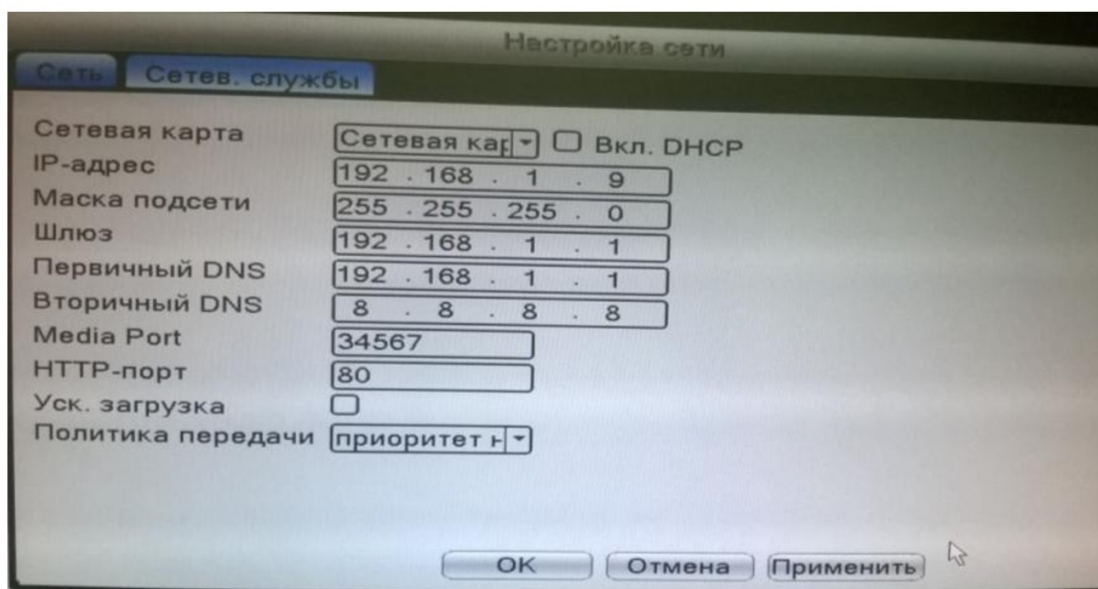 Настройка сети
Сеть Сетев. службы
Сетевая карта Сетевая кар Вкл. DHCP
IP-адрес 192 . 168 . 1 . 9
Маска подсети 255 . 255 . 255 . 0
Шлюз 192 . 168 . 1 . 1
Первичный DNS 192 . 168 . 1 . 1
Вторичный DNS 8 . 8 . 8 . 8
Media Port 34567
HTTP-порт 80
Уск. загрузка
Политика передачи приоритет н
OK Отмена Применить